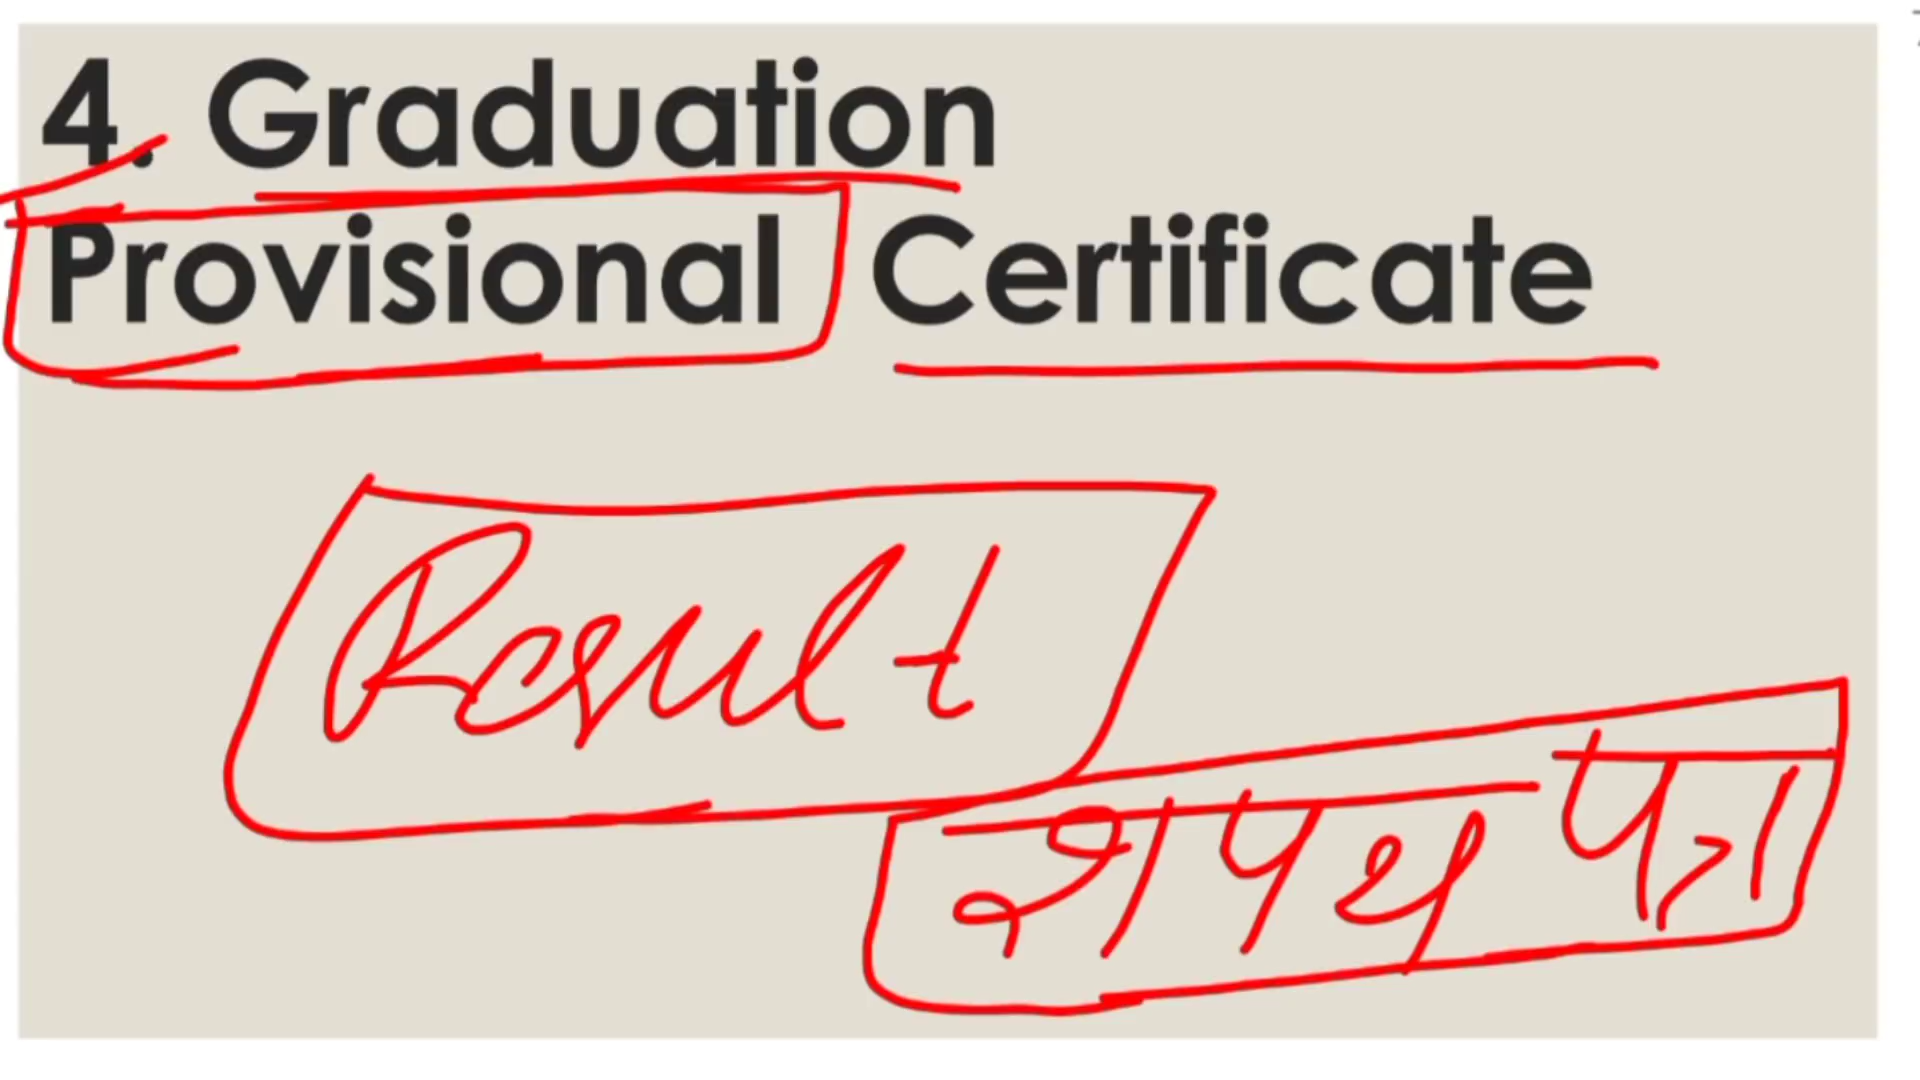 4. Graduation
Provisional Certificate
Result
शपथ पत्र